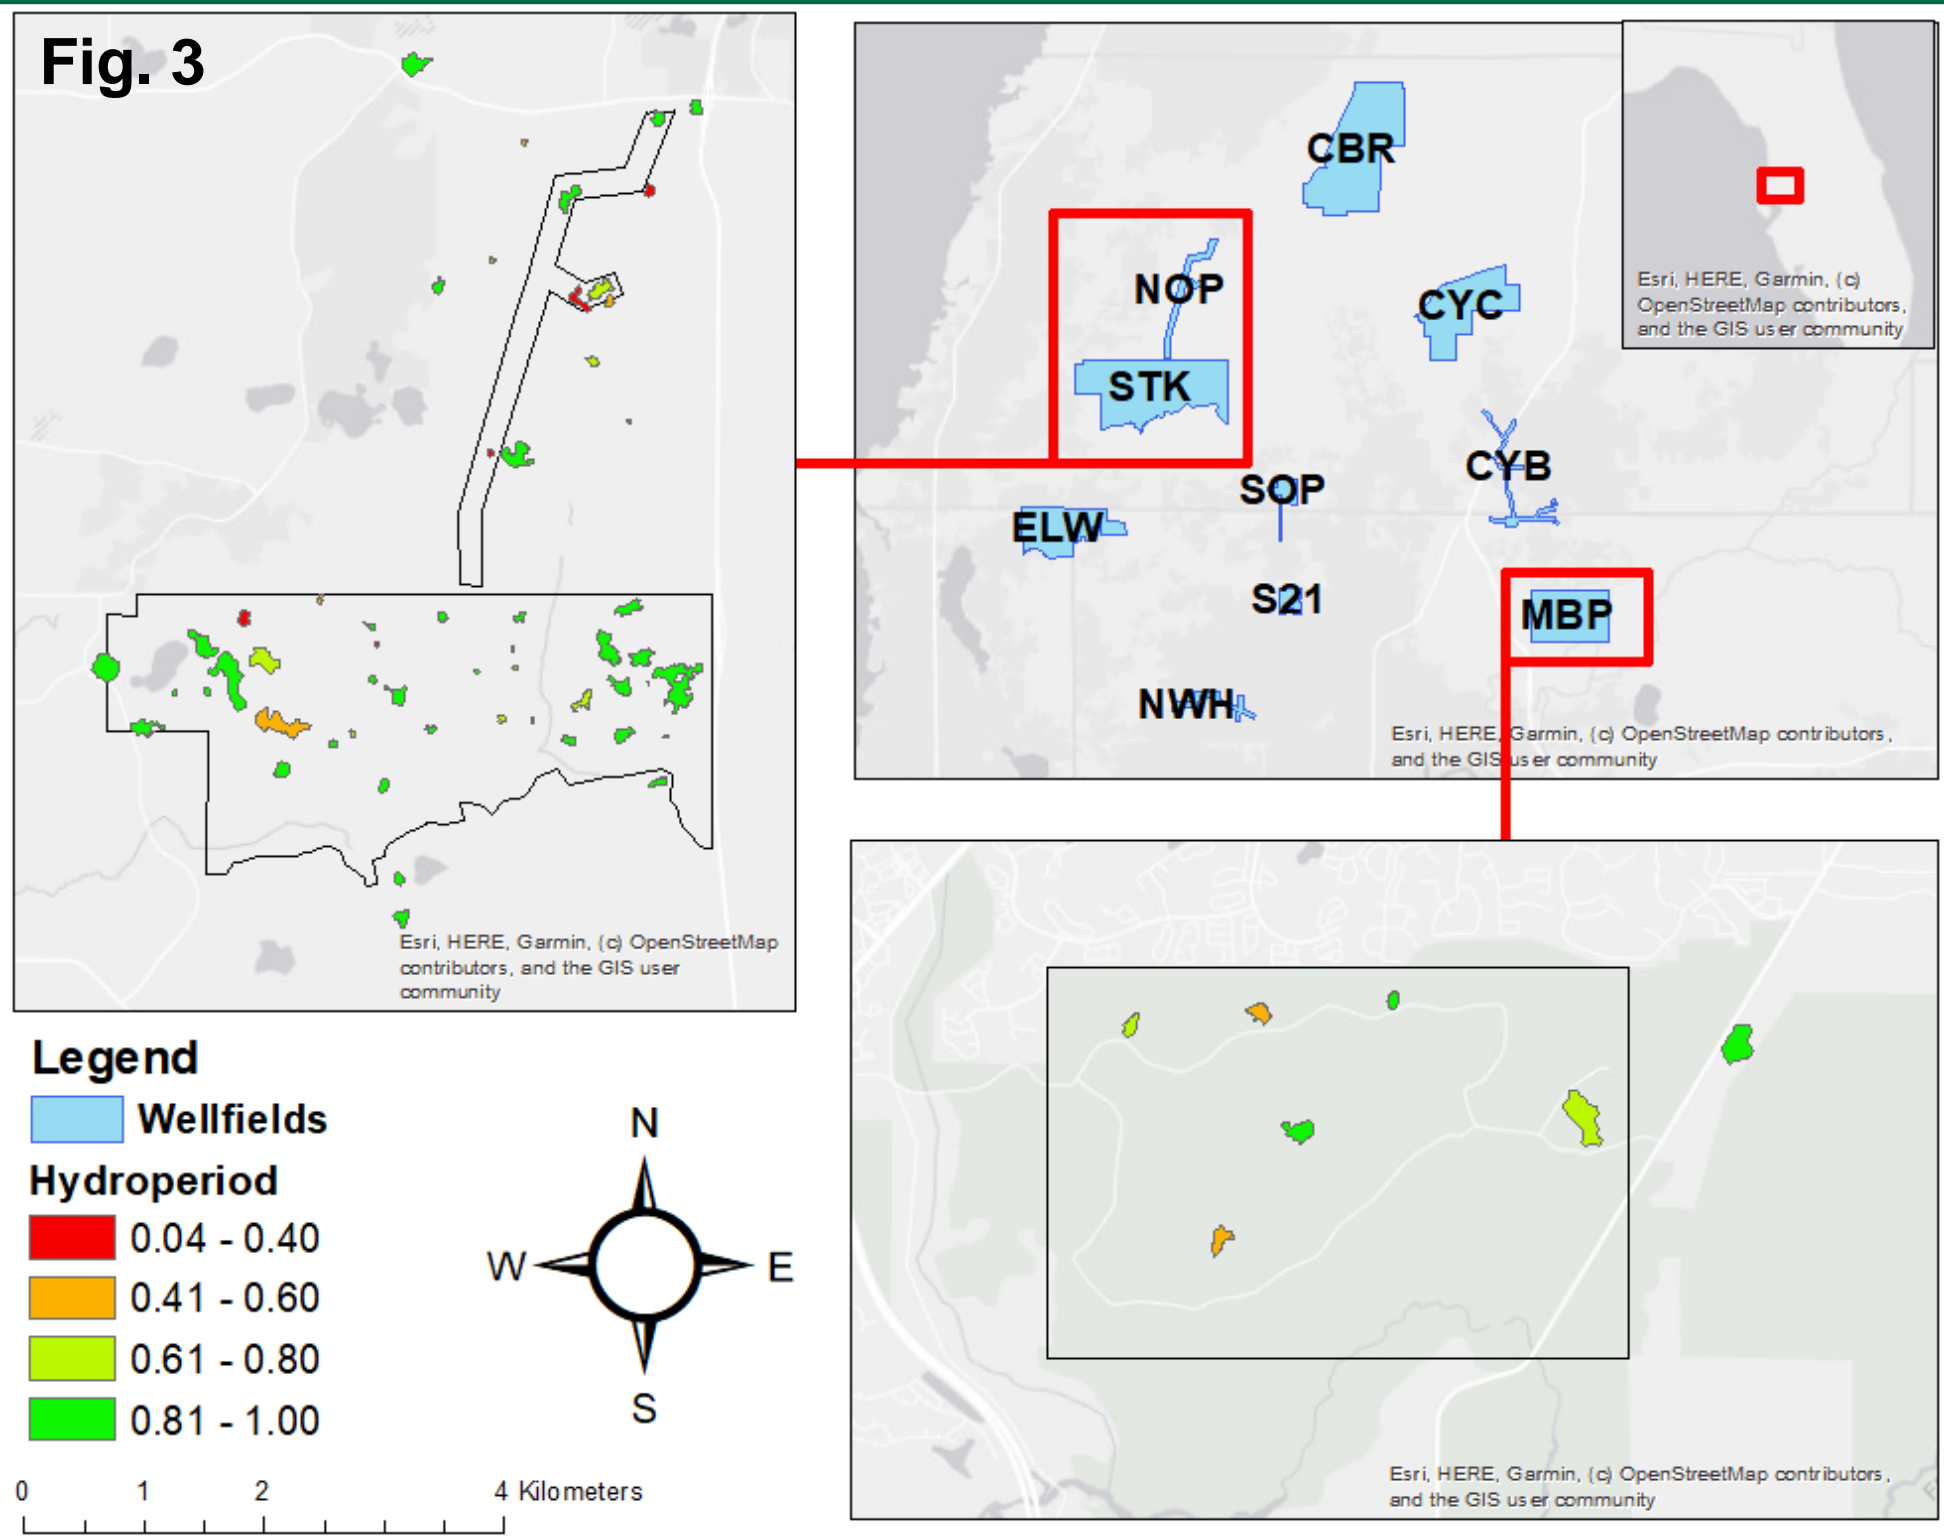 Fig. 3
Esri, HERE, Garmin, (c) OpenStreetMap
contributors, and the GIS user
community
CBR
NOP
CYC
STK
CYB
SOP
ELW
S21
MBP
NWH
Esri, HERE, Garmin, (c) OpenStreetMap contributors,
and the GIS user community
Esri, HERE, Garmin, (c)
OpenStreetMap contributors,
and the GIS user community
Legend
Wellfields
Hydroperiod
0.04 - 0.40
0.41 - 0.60
0.61 - 0.80
0.81 - 1.00
0 1 2 4 Kilometers
N
W E
S
Esri, HERE, Garmin, (c) OpenStreetMap contributors,
and the GIS user community